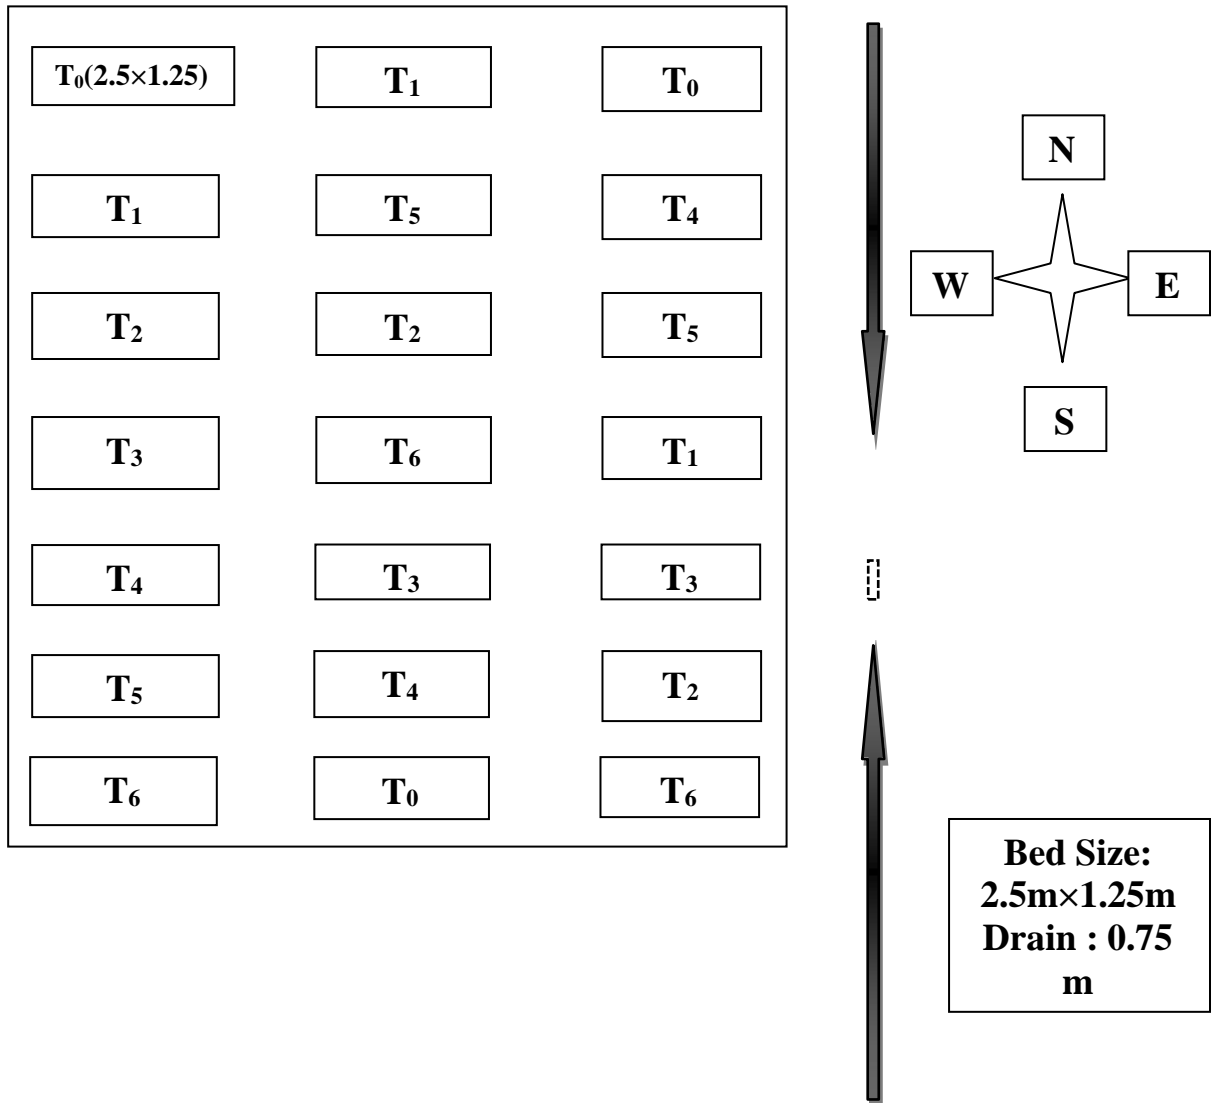 T₀(2.5×1.25) T₁ T₀
T₁ T₅ T₄
T₂ T₂ T₅
T₃ T₆ T₁
T₄ T₃ T₃
T₅ T₄ T₂
T₆ T₀ T₆
N
W E
S
Bed Size:
2.5m×1.25m
Drain : 0.75
m